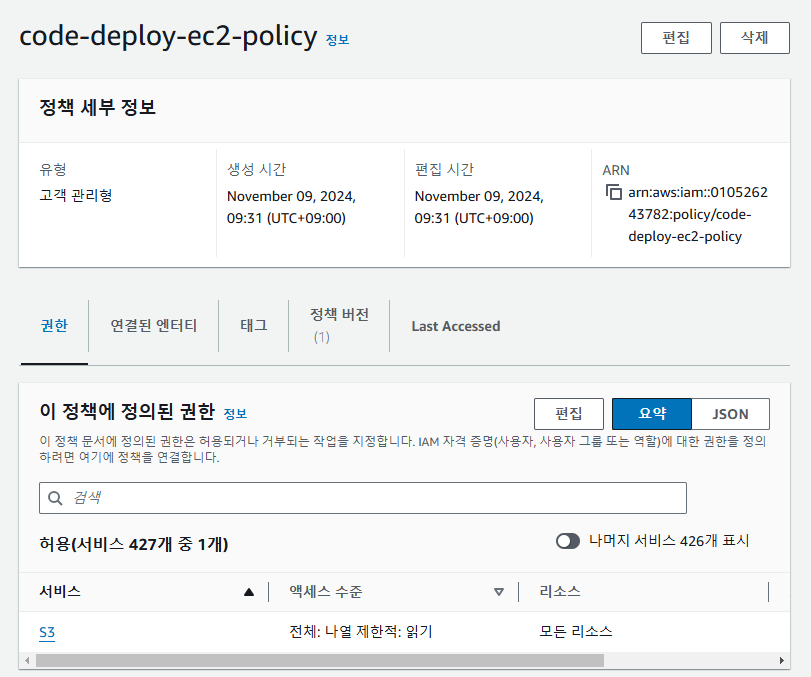 code-deploy-ec2-policy 정보
편집 삭제
정책 세부 정보
유형
고객 관리형
생성 시간
November 09, 2024,
09:31 (UTC+09:00)
편집 시간
November 09, 2024,
09:31 (UTC+09:00)
ARN
arn:aws:iam::0105262
43782:policy/code-
deploy-ec2-policy
권한
연결된 엔터티
태그
정책 버전
(1)
Last Accessed
이 정책에 정의된 권한 정보
편집 요약 JSON
이 정책 문서에 정의된 권한은 허용되거나 거부되는 작업을 지정합니다. IAM 자격 증명(사용자, 사용자 그룹 또는 역할)에 대한 권한을 정의
하려면 여기에 정책을 연결합니다.
검색
허용(서비스 427개 중 1개)
나머지 서비스 426개 표시
서비스 액세스 수준 리소스
S3 전체: 나열 제한적: 읽기 모든 리소스